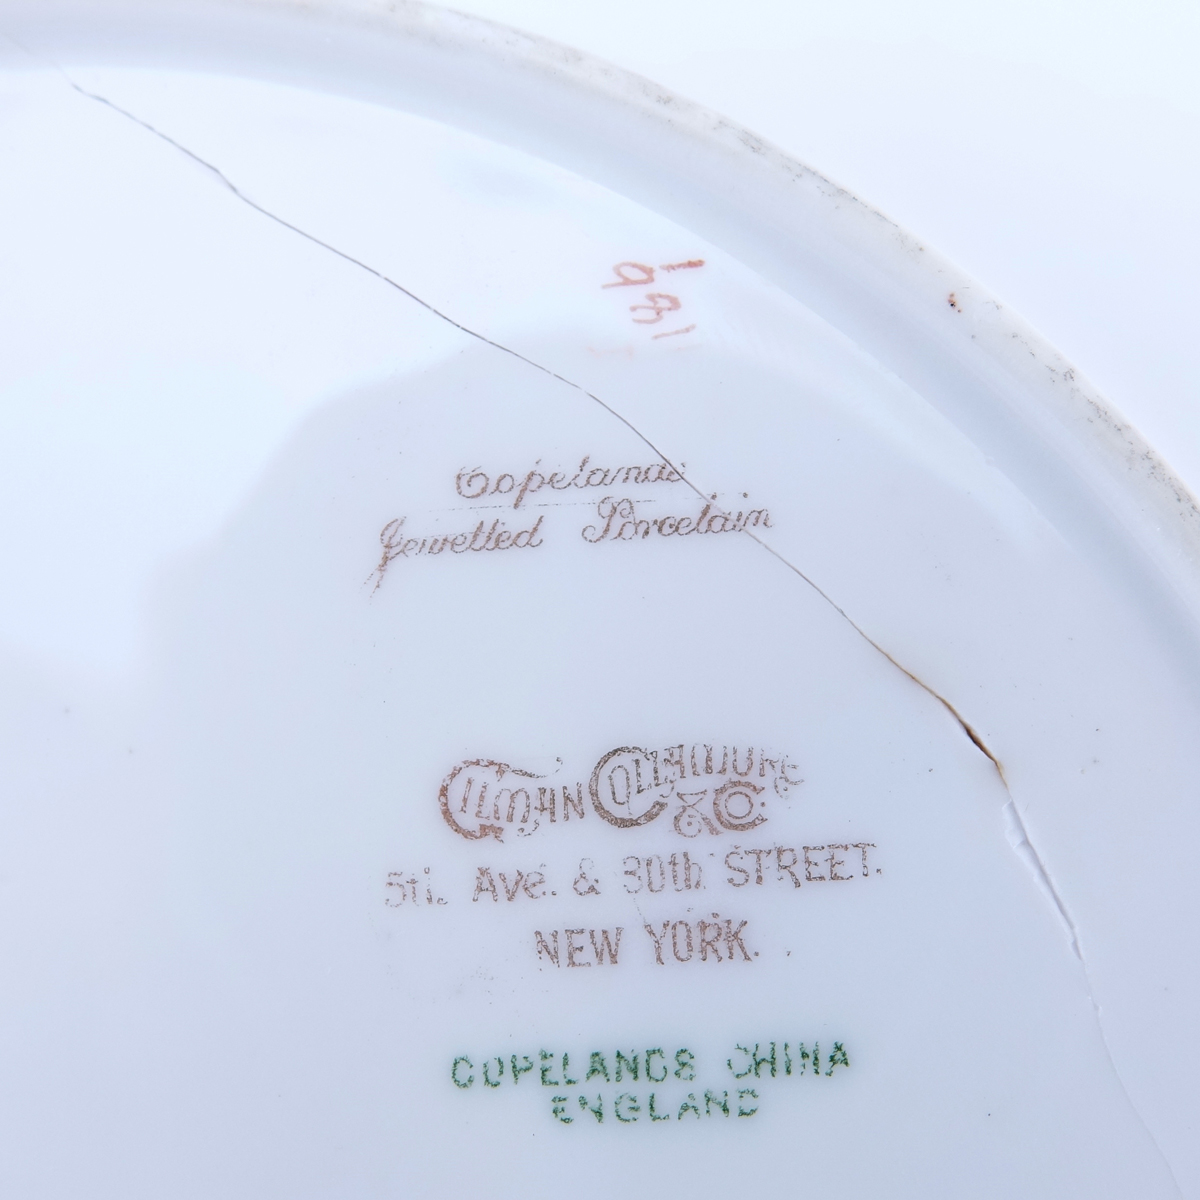 Copelands
Jewelled Porcelain
GILMAN COLLAMORE
& Co.
5th. Ave. & 30th STREET.
NEW YORK.
COPELANDS CHINA
ENGLAND